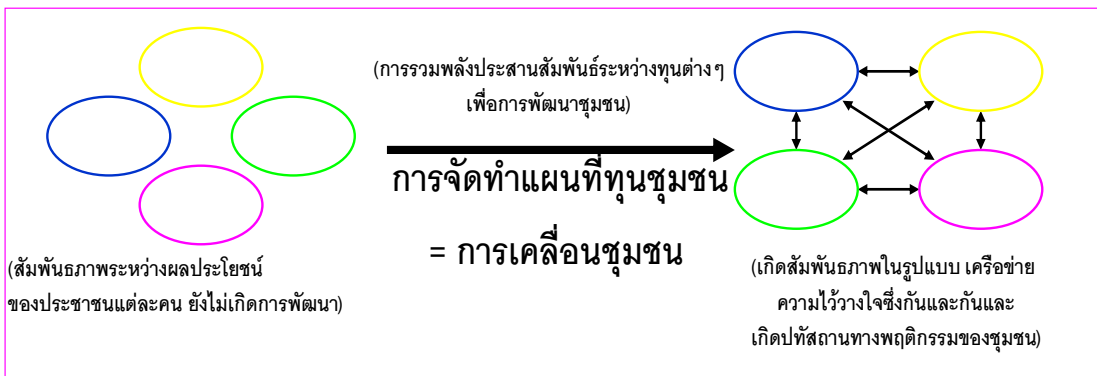 (การรวมพลังประสานสัมพันธ์ระหว่างทุนต่างๆ
เพื่อการพัฒนาชุมชน)
การจัดทำแผนที่ทุนชุมชน
= การเคลื่อนชุมชน
(สัมพันธภาพระหว่างผลประโยชน์
ของประชาชนแต่ละคน ยังไม่เกิดการพัฒนา)
(เกิดสัมพันธภาพในรูปแบบ เครือข่าย
ความไว้วางใจซึ่งกันและกันและ
เกิดปทัสถานทางพฤติกรรมของชุมชน)